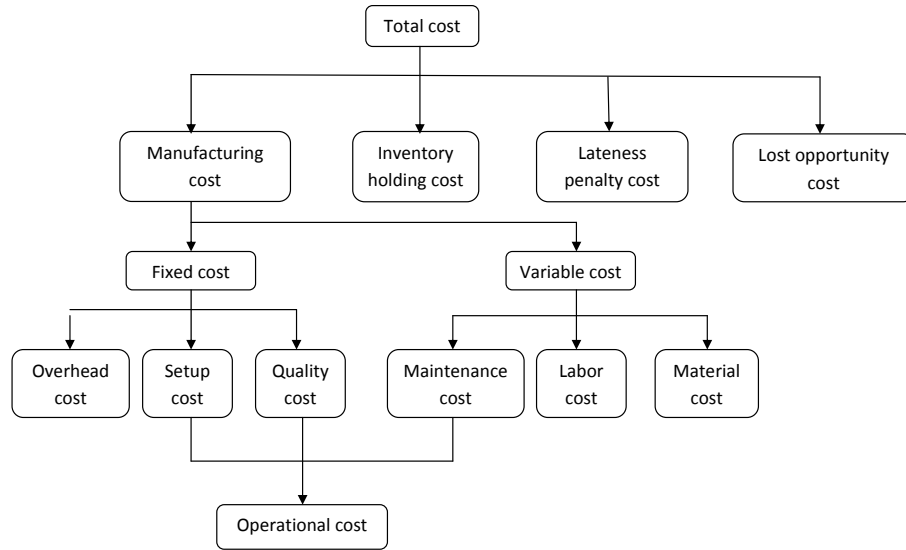 Total cost
Manufacturing
cost
Inventory
holding cost
Lateness
penalty cost
Lost opportunity
cost
Fixed cost
Variable cost
Overhead
cost
Setup
cost
Quality
cost
Maintenance
cost
Labor
cost
Material
cost
Operational cost